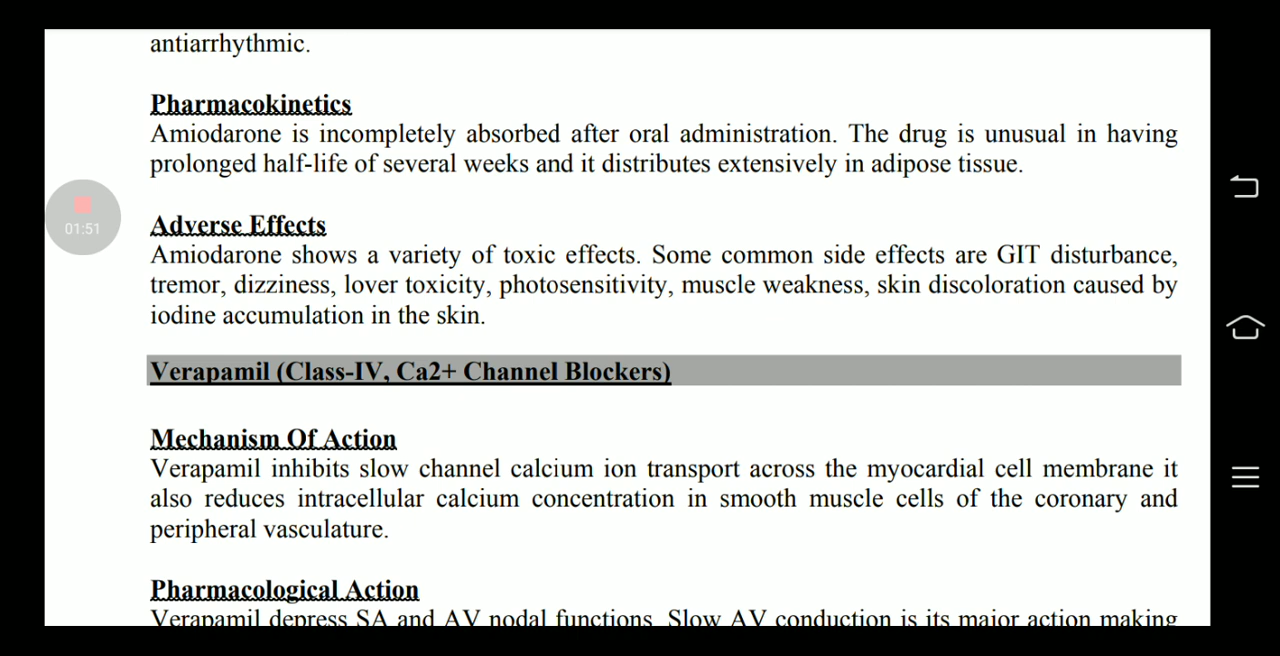 antiarrhythmic.
Pharmacokinetics
Amiodarone is incompletely absorbed after oral administration. The drug is unusual in having
prolonged half-life of several weeks and it distributes extensively in adipose tissue.
01:51
Adverse Effects
Amiodarone shows a variety of toxic effects. Some common side effects are GIT disturbance,
tremor, dizziness, lover toxicity, photosensitivity, muscle weakness, skin discoloration caused by
iodine accumulation in the skin.
Verapamil (Class-IV, Ca2+ Channel Blockers)
Mechanism Of Action
Verapamil inhibits slow channel calcium ion transport across the myocardial cell membrane it
also reduces intracellular calcium concentration in smooth muscle cells of the coronary and
peripheral vasculature.
Pharmacological Action
Verapamil depress SA and AV nodal functions. Slow AV conduction is its major action making